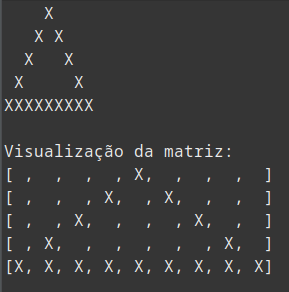 X
   X X
  X   X
 X     X
XXXXXXXXX

Visualização da matriz:
[ ,  ,  ,  , X,  ,  ,  ,  ]
[ ,  ,  , X,  , X,  ,  ,  ]
[ ,  , X,  ,  ,  , X,  ,  ]
[ , X,  ,  ,  ,  ,  , X,  ]
[X, X, X, X, X, X, X, X, X]